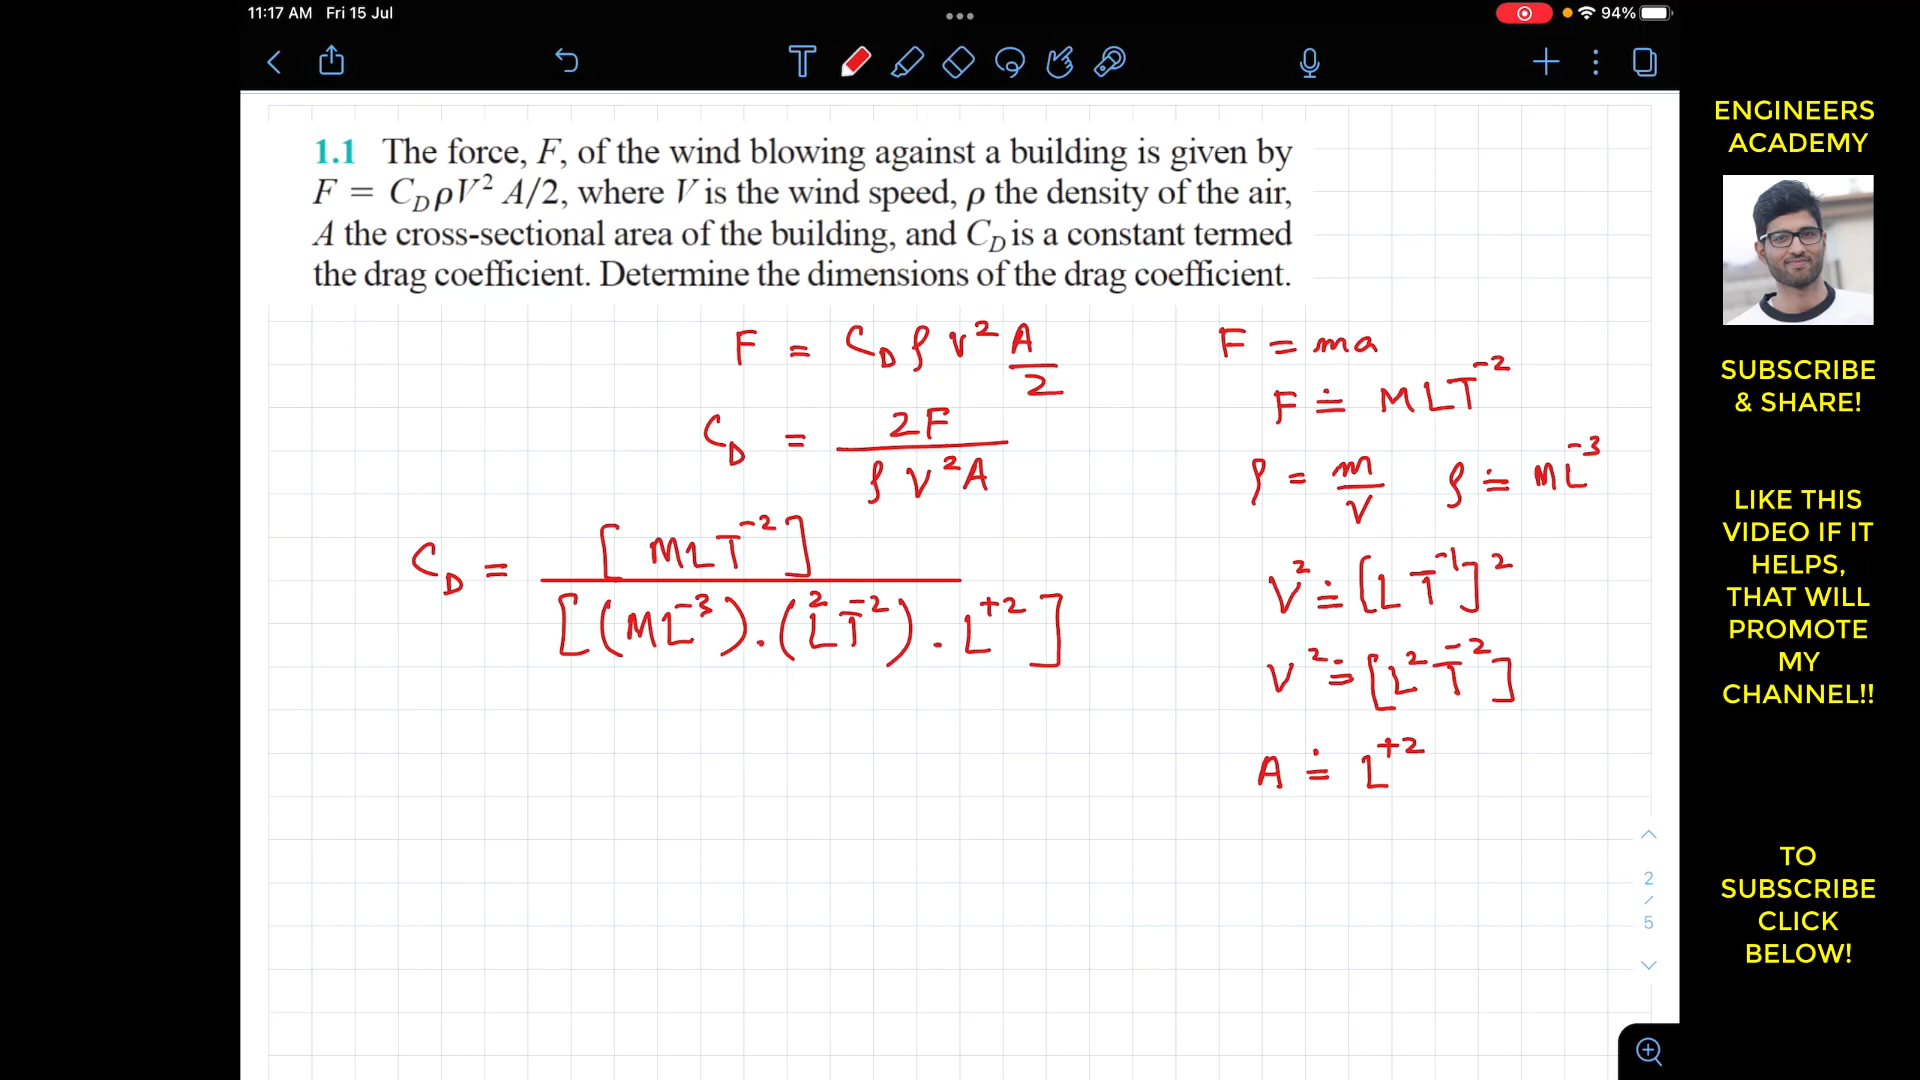 11:17 AM Fri 15 Jul
94%
T
1.1 The force, F, of the wind blowing against a building is given by
F = C_D ρV² A/2, where V is the wind speed, ρ the density of the air,
A the cross-sectional area of the building, and C_D is a constant termed
the drag coefficient. Determine the dimensions of the drag coefficient.
F = C_D ρ V² A/2
C_D = 2F / ρ V² A
C_D = [MLT⁻²] / [(ML⁻³).(L²T⁻²).L⁺²]
F = ma
F ≐ MLT⁻²
ρ = m/V ρ ≐ ML⁻³
V² ≐ [LT⁻¹]²
V² ≐ [L²T⁻²]
A ≐ L⁺²
2
/
5
ENGINEERS
ACADEMY
SUBSCRIBE
& SHARE!
LIKE THIS
VIDEO IF IT
HELPS,
THAT WILL
PROMOTE
MY
CHANNEL!!
TO
SUBSCRIBE
CLICK
BELOW!